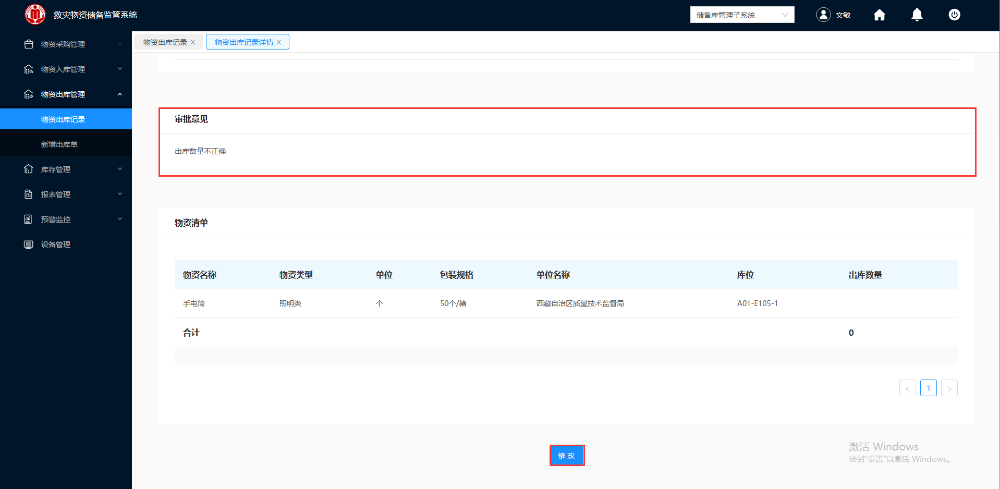 救灾物资储备监管系统
储备库管理子系统
文敏
物资采购管理
物资入库管理
物资出库管理
物资出库记录
新增出库单
库存管理
报表管理
预警监控
设备管理
物资出库记录
物资出库记录详情
审批意见
出库数量不正确
物资清单
物资名称 物资类型 单位 包装规格 单位名称 库位 出库数量
手电筒 照明类 个 50个/箱 西藏自治区质量技术监督局 A01-E105-1
合计 0
< 1 >
修 改
激活 Windows
转到"设置"以激活 Windows。